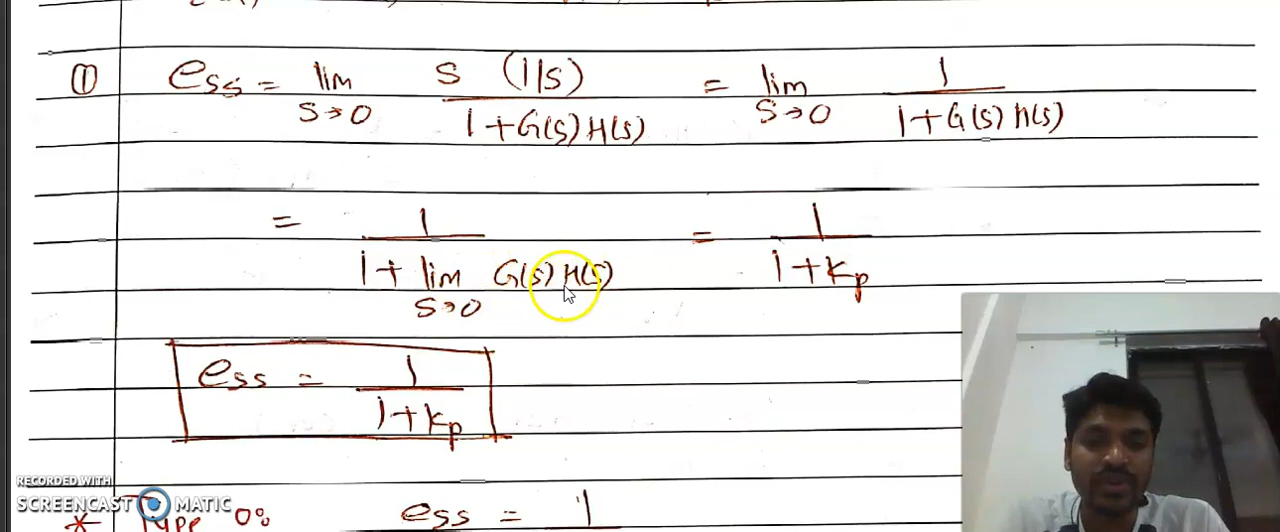 ① ess = lim s→0 s (1/s) / 1+G(s)H(s) = lim s→0 1 / 1+G(s)H(s)
= 1 / 1+ lim s→0 G(s)H(s) = 1 / 1+Kp
ess = 1 / 1+Kp
RECORDED WITH
SCREENCAST MATIC
* Type 0% ess = 1